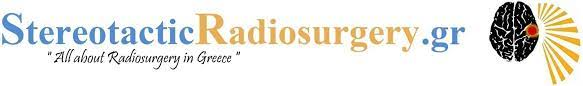 StereotacticRadiosurgery.gr
" All about Radiosurgery in Greece "